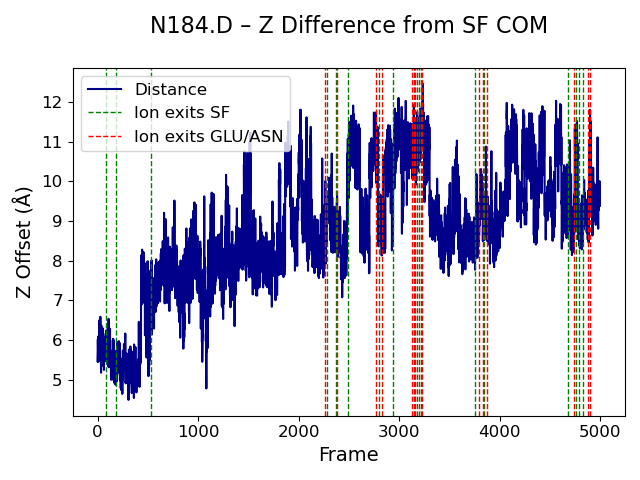 N184.D – Z Difference from SF COM
Distance
Ion exits SF
Ion exits GLU/ASN
Z Offset (Å)
12
11
10
9
8
7
6
5
0
1000
2000
3000
4000
5000
Frame